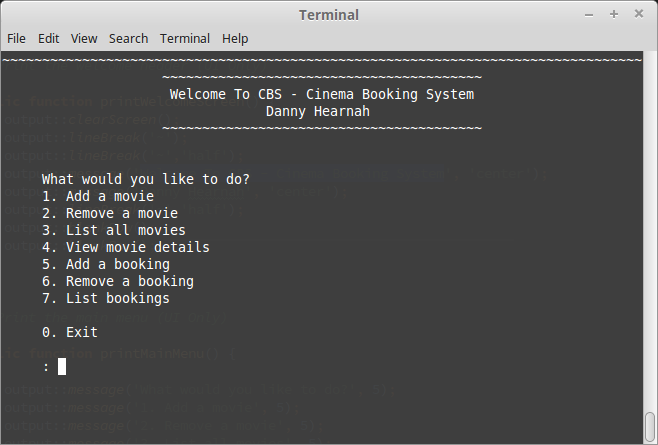 Terminal
File Edit View Search Terminal Help
~~~~~~~~~~~~~~~~~~~~~~~~~~~~~~~~~~~~~~~~~~~~~~~~~~~~~~~~~~~~~~~~~~~~~~~~~~~~~~~~
~~~~~~~~~~~~~~~~~~~~~~~~~~~~~~~~~~~~~~~~
Welcome To CBS - Cinema Booking System
Danny Hearnah
~~~~~~~~~~~~~~~~~~~~~~~~~~~~~~~~~~~~~~~~
What would you like to do?
1. Add a movie
2. Remove a movie
3. List all movies
4. View movie details
5. Add a booking
6. Remove a booking
7. List bookings
0. Exit
: